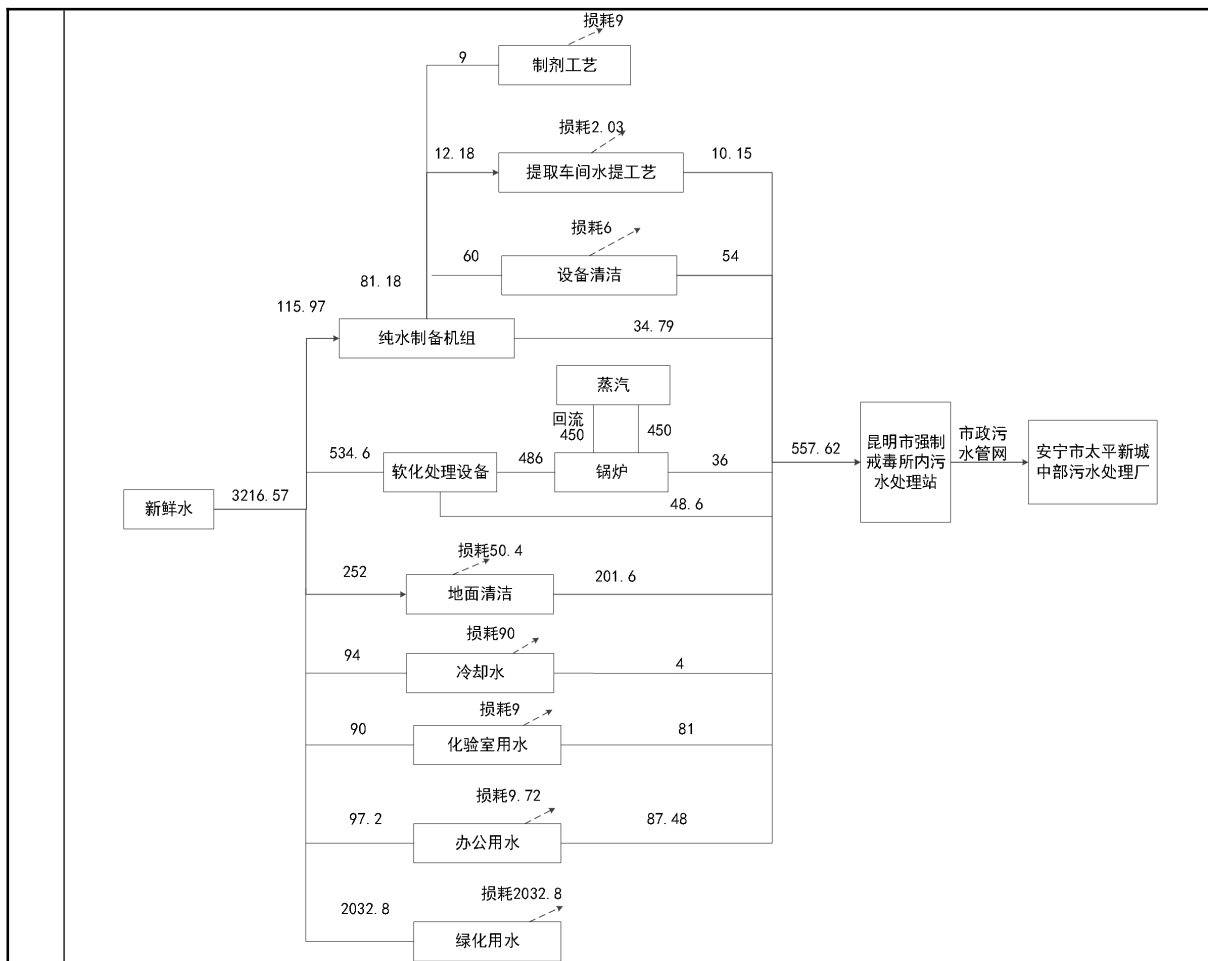 损耗9
9
制剂工艺
损耗2.03
12.18
提取车间水提工艺
10.15
损耗6
60
设备清洁
54
81.18
115.97
纯水制备机组
34.79
蒸汽
回流
450
450
534.6
软化处理设备
486
锅炉
36
48.6
新鲜水
3216.57
557.62
昆明市强制
戒毒所内污
水处理站
市政污
水管网
安宁市太平新城
中部污水处理厂
损耗50.4
252
地面清洁
201.6
损耗90
94
冷却水
4
损耗9
90
化验室用水
81
损耗9.72
97.2
办公用水
87.48
损耗2032.8
2032.8
绿化用水